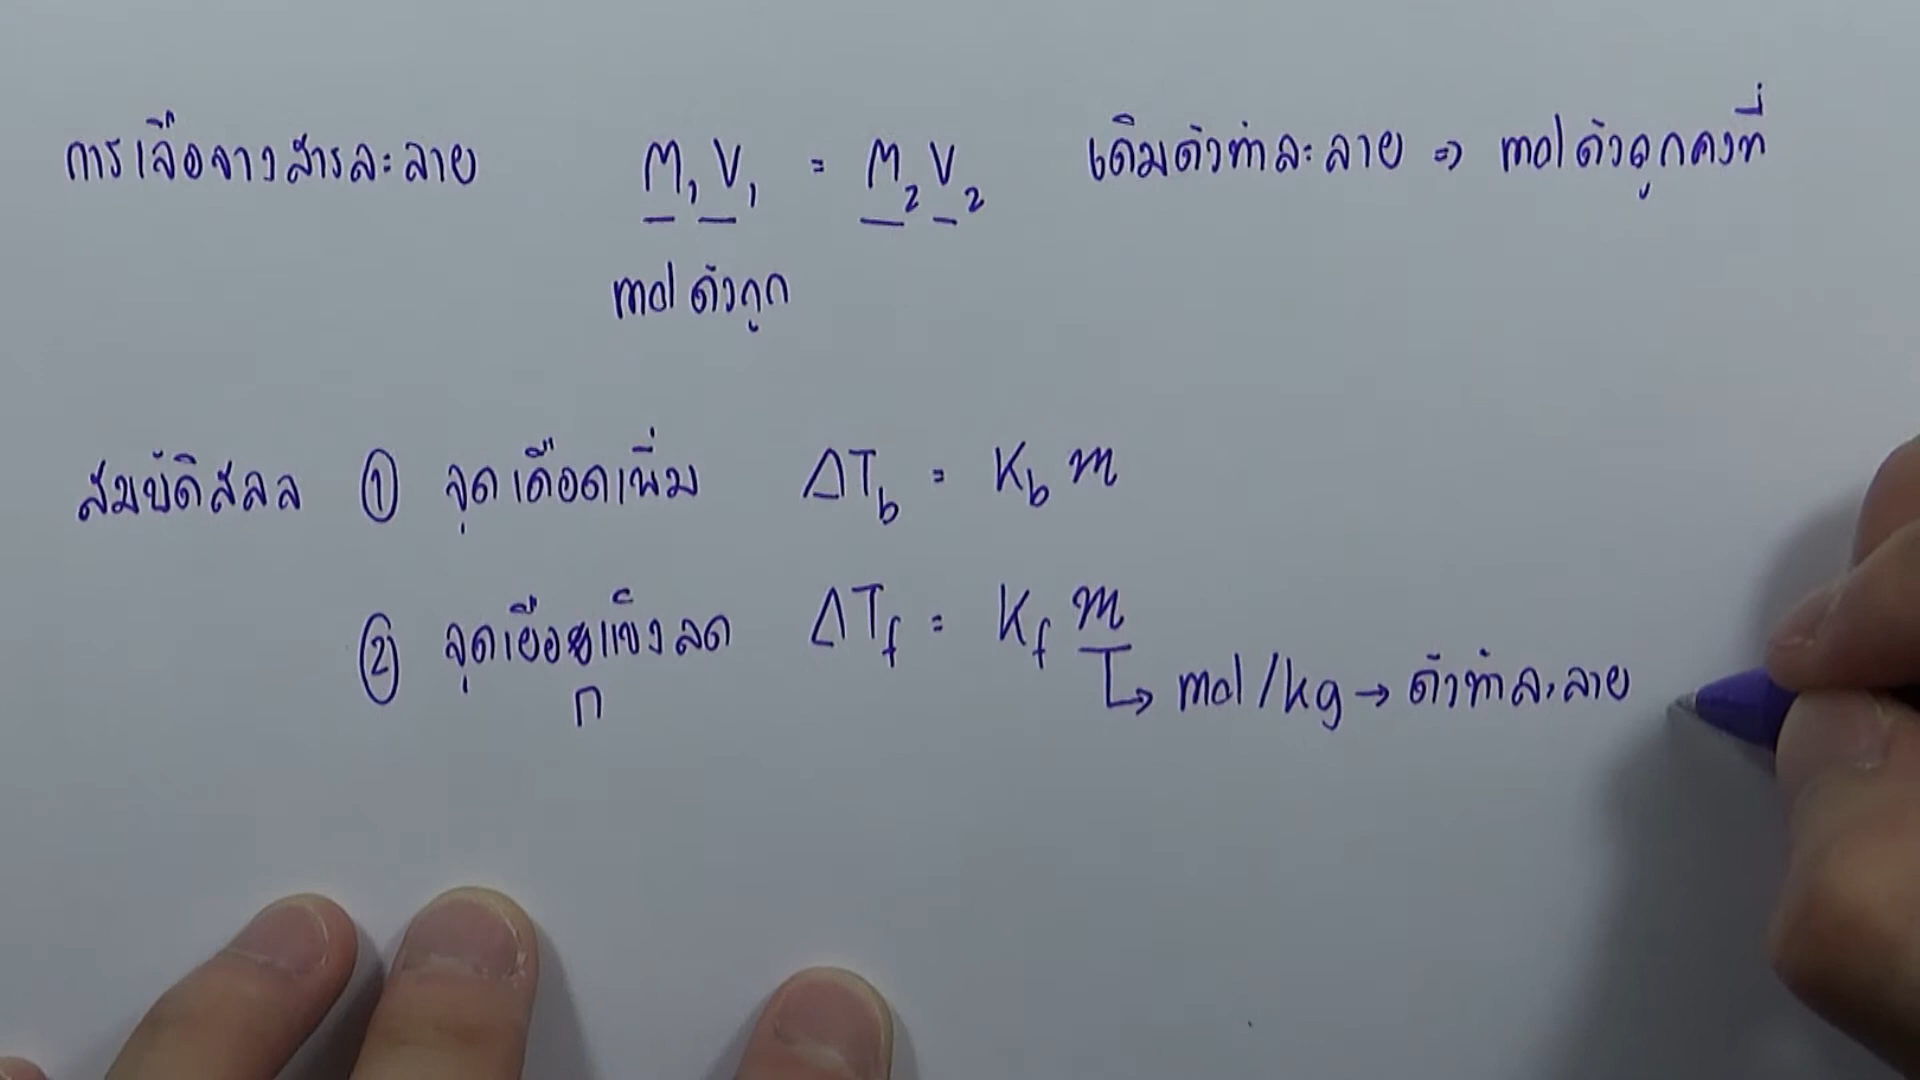 การเจือจางสารละลาย M₁V₁ = M₂V₂ เติมตัวทำละลาย ⇒ mol ตัวถูกคงที่
mol ตัวถูก
สมบัติสลล ① จุดเดือดเพิ่ม ΔT_b = K_b m
② จุดเยือกแข็งลด ΔT_f = K_f m
↳ mol/kg → ตัวทำละลาย